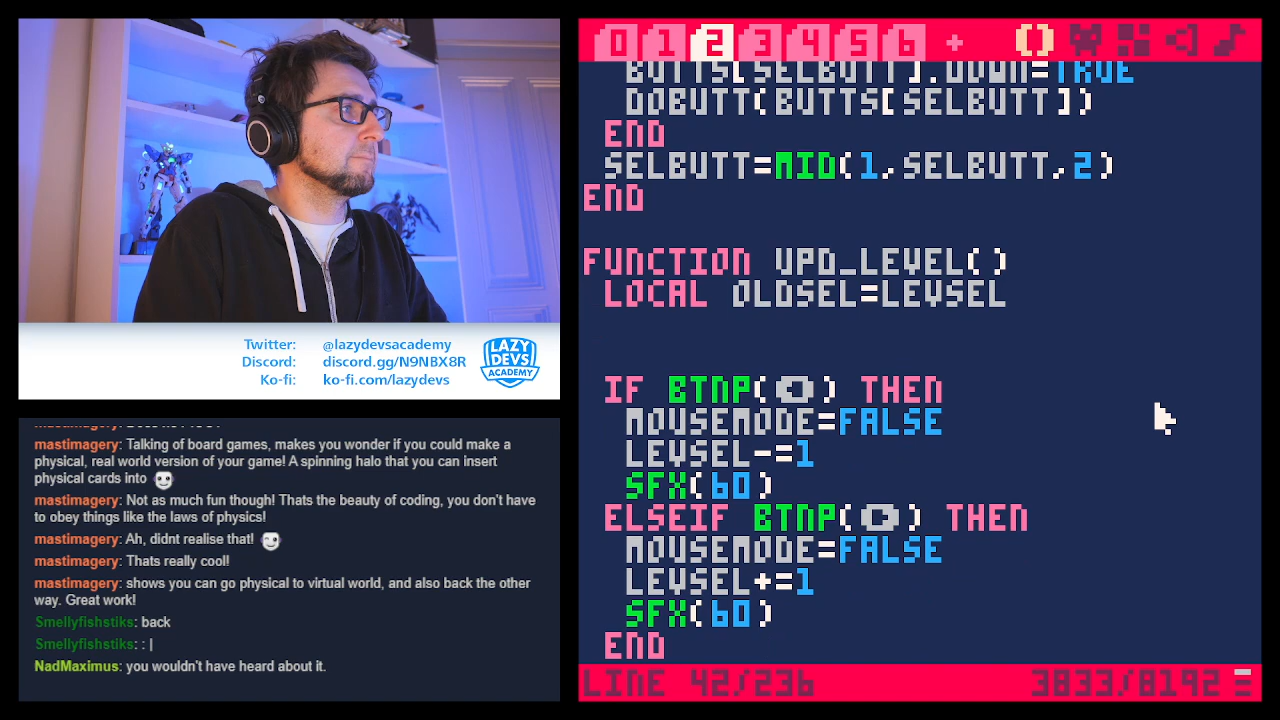 Twitter: @lazydevsacademy
Discord: discord.gg/N9NBX8R
Ko-fi: ko-fi.com/lazydevs
LAZY
DEVS
ACADEMY
mastimagery: Talking of board games, makes you wonder if you could make a
physical, real world version of your game! A spinning halo that you can insert
physical cards into
mastimagery: Not as much fun though! Thats the beauty of coding, you don't have
to obey things like the laws of physics!
mastimagery: Ah, didnt realise that!
mastimagery: Thats really cool!
mastimagery: shows you can go physical to virtual world, and also back the other
way. Great work!
Smellyfishstiks: back
Smellyfishstiks: : |
NadMaximus: you wouldn't have heard about it.
0 1 2 3 4 5 6 + ()
BUTTS[SELBUTT].DOWN=TRUE
DOBUTT(BUTTS[SELBUTT])
END
SELBUTT=MID(1,SELBUTT,2)
END
FUNCTION UPD_LEVEL()
LOCAL OLDSEL=LEVSEL
IF BTNP(⬅️) THEN
MOUSEMODE=FALSE
LEVSEL-=1
SFX(60)
ELSEIF BTNP(➡️) THEN
MOUSEMODE=FALSE
LEVSEL+=1
SFX(60)
END
LINE 42/236 3833/8192